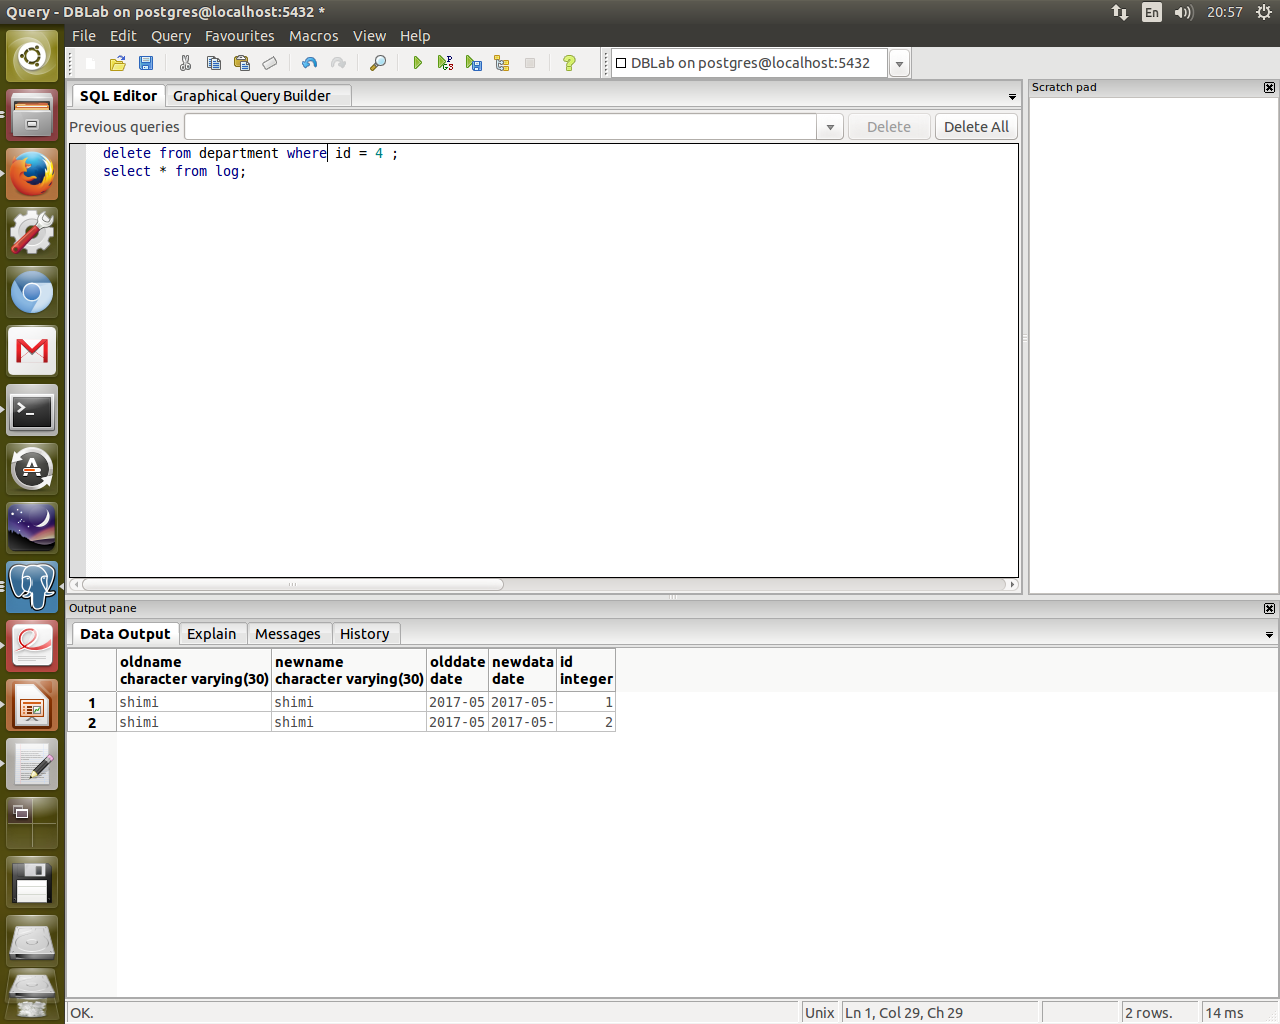 Query - DBLab on postgres@localhost:5432 *
En
20:57
File Edit Query Favourites Macros View Help
DBLab on postgres@localhost:5432
SQL Editor Graphical Query Builder
Scratch pad
Previous queries Delete Delete All
delete from department where id = 4 ;
select * from log;
Output pane
Data Output Explain Messages History
oldname newname olddate newdata id
character varying(30) character varying(30) date date integer
1 shimi shimi 2017-05 2017-05- 1
2 shimi shimi 2017-05 2017-05- 2
OK. Unix Ln 1, Col 29, Ch 29 2 rows. 14 ms